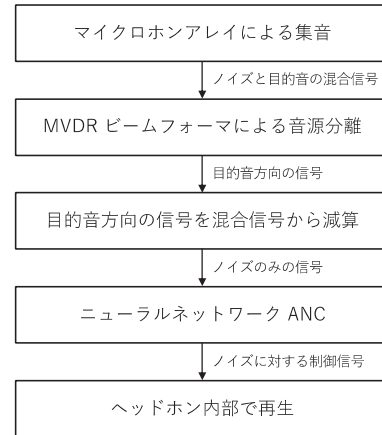 マイクロホンアレイによる集音
ノイズと目的音の混合信号
MVDR ビームフォーマによる音源分離
目的音方向の信号
目的音方向の信号を混合信号から減算
ノイズのみの信号
ニューラルネットワーク ANC
ノイズに対する制御信号
ヘッドホン内部で再生